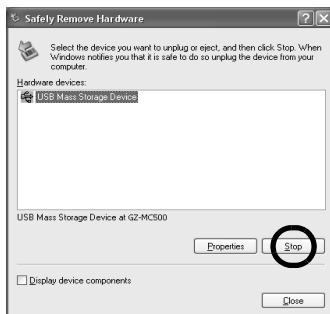 Safely Remove Hardware
Select the device you want to unplug or eject, and then click Stop. When
Windows notifies you that it is safe to do so unplug the device from your
computer.
Hardware devices:
USB Mass Storage Device
USB Mass Storage Device at GZ-MC500
Properties
Stop
Display device components
Close